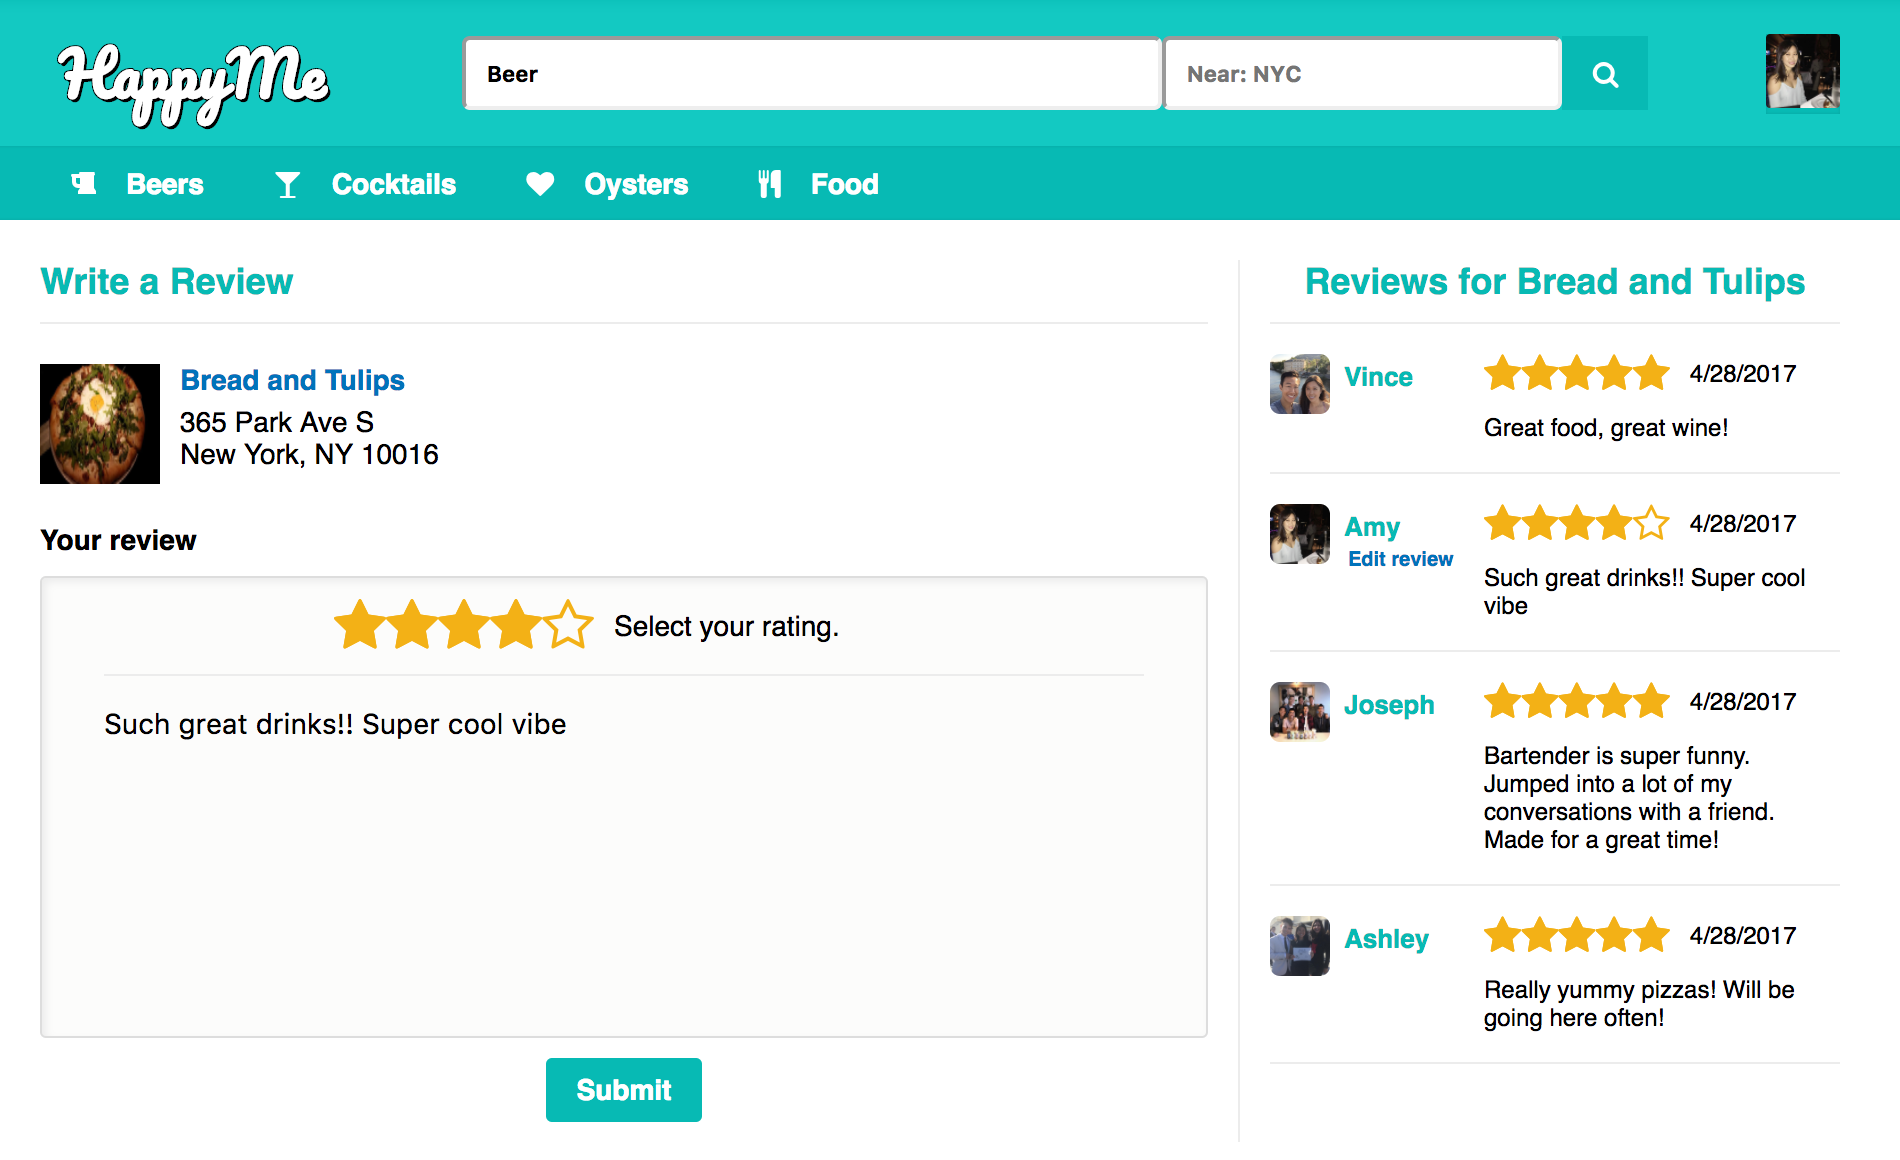 HappyMe
Beer
Near: NYC
Beers
Cocktails
Oysters
Food
Write a Review
Bread and Tulips
365 Park Ave S
New York, NY 10016
Your review
Select your rating.
Such great drinks!! Super cool vibe
Submit
Reviews for Bread and Tulips
Vince
4/28/2017
Great food, great wine!
Amy
4/28/2017
Edit review
Such great drinks!! Super cool
vibe
Joseph
4/28/2017
Bartender is super funny.
Jumped into a lot of my
conversations with a friend.
Made for a great time!
Ashley
4/28/2017
Really yummy pizzas! Will be
going here often!